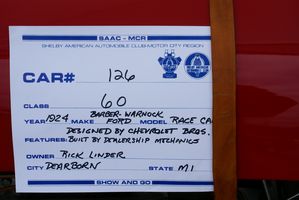 SAAC - MCR
SHELBY AMERICAN AUTOMOBILE CLUB-MOTOR CITY REGION
CAR# 126
CLASS 60
BARBER-WARNOCK
YEAR 1924 MAKE FORD MODEL RACE CA
DESIGNED BY CHEVROLET BROS.
FEATURES: BUILT BY DEALERSHIP MECHANICS
OWNER RICK LINDER
CITY DEARBORN STATE MI
SHOW AND GO